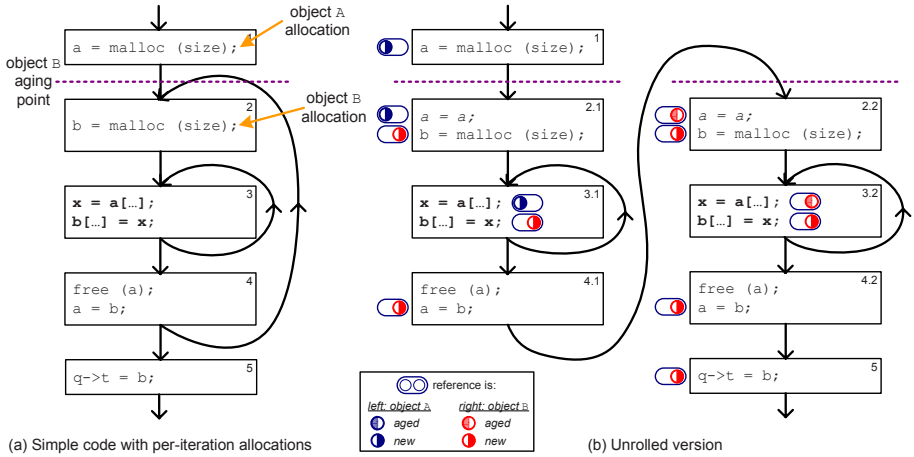 object A
allocation
1
a = malloc (size);
object B
aging
point
2
b = malloc (size);
object B
allocation
3
x = a[…];
b[…] = x;
4
free (a);
a = b;
5
q->t = b;
(a) Simple code with per-iteration allocations
1
a = malloc (size);
2.1
a = a;
b = malloc (size);
3.1
x = a[…];
b[…] = x;
4.1
free (a);
a = b;
reference is:
left: object A
right: object B
aged
aged
new
new
2.2
a = a;
b = malloc (size);
3.2
x = a[…];
b[…] = x;
4.2
free (a);
a = b;
5
q->t = b;
(b) Unrolled version